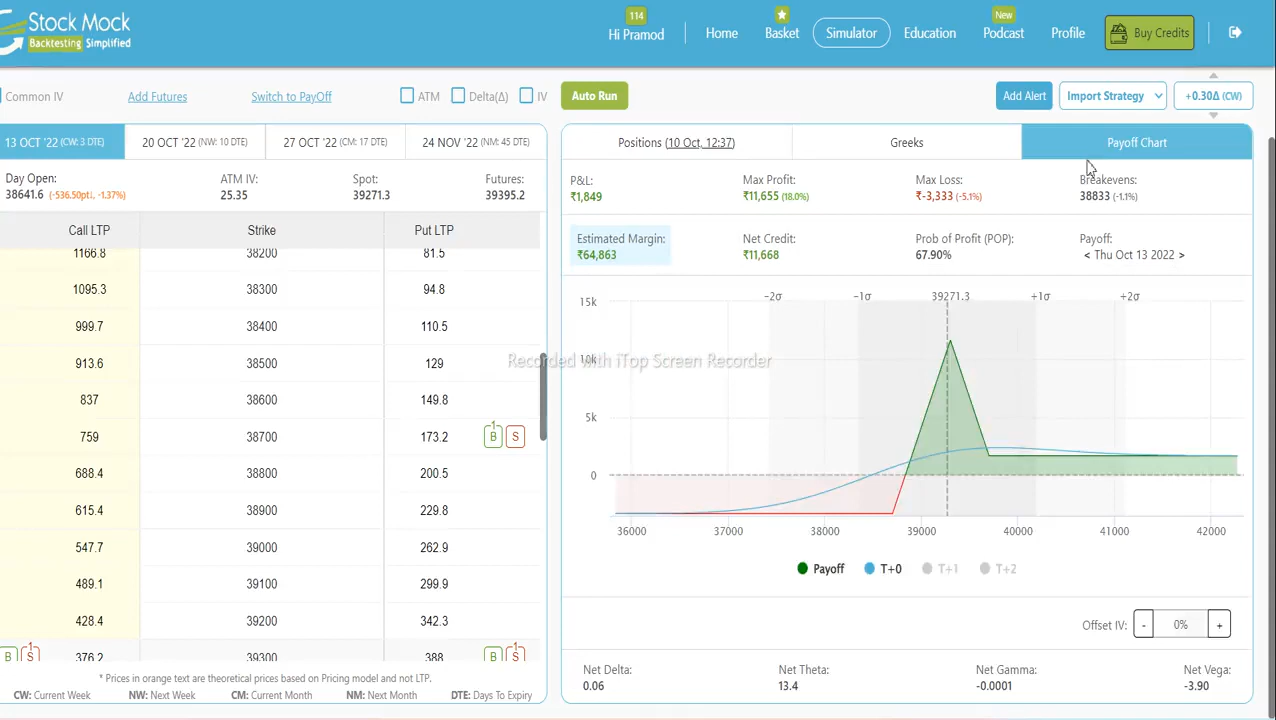 Stock Mock
Backtesting Simplified
114
Hi Pramod
Home
Basket
Simulator
Education
New
Podcast
Profile
Buy Credits
Common IV
Add Futures
Switch to PayOff
ATM
Delta(Δ)
IV
Auto Run
Add Alert
Import Strategy
+0.30Δ (CW)
13 OCT '22 (CW: 3 DTE)
20 OCT '22 (NW: 10 DTE)
27 OCT '22 (CM: 17 DTE)
24 NOV '22 (NM: 45 DTE)
Day Open:
38641.6 (-536.50pt↓, -1.37%)
ATM IV:
25.35
Spot:
39271.3
Futures:
39395.2
Call LTP Strike Put LTP
1166.8 38200 81.5
1095.3 38300 94.8
999.7 38400 110.5
913.6 38500 129
837 38600 149.8
759 38700 173.2 1 B S
688.4 38800 200.5
615.4 38900 229.8
547.7 39000 262.9
489.1 39100 299.9
428.4 39200 342.3
B 1 S 376.2 39300 388 B 1 S
* Prices in orange text are theoretical prices based on Pricing model and not LTP.
CW: Current Week NW: Next Week CM: Current Month NM: Next Month DTE: Days To Expiry
Positions (10 Oct, 12:37)
Greeks
Payoff Chart
P&L:
₹1,849
Max Profit:
₹11,655 (18.0%)
Max Loss:
₹-3,333 (-5.1%)
Breakevens:
38833 (-1.1%)
Estimated Margin:
₹64,863
Net Credit:
₹11,668
Prob of Profit (POP):
67.90%
Payoff:
< Thu Oct 13 2022 >
-2σ -1σ 39271.3 +1σ +2σ
15k
10k
5k
0
36000 37000 38000 39000 40000 41000 42000
Recorded with iTop Screen Recorder
Payoff T+0 T+1 T+2
Offset IV: - 0% +
Net Delta:
0.06
Net Theta:
13.4
Net Gamma:
-0.0001
Net Vega:
-3.90